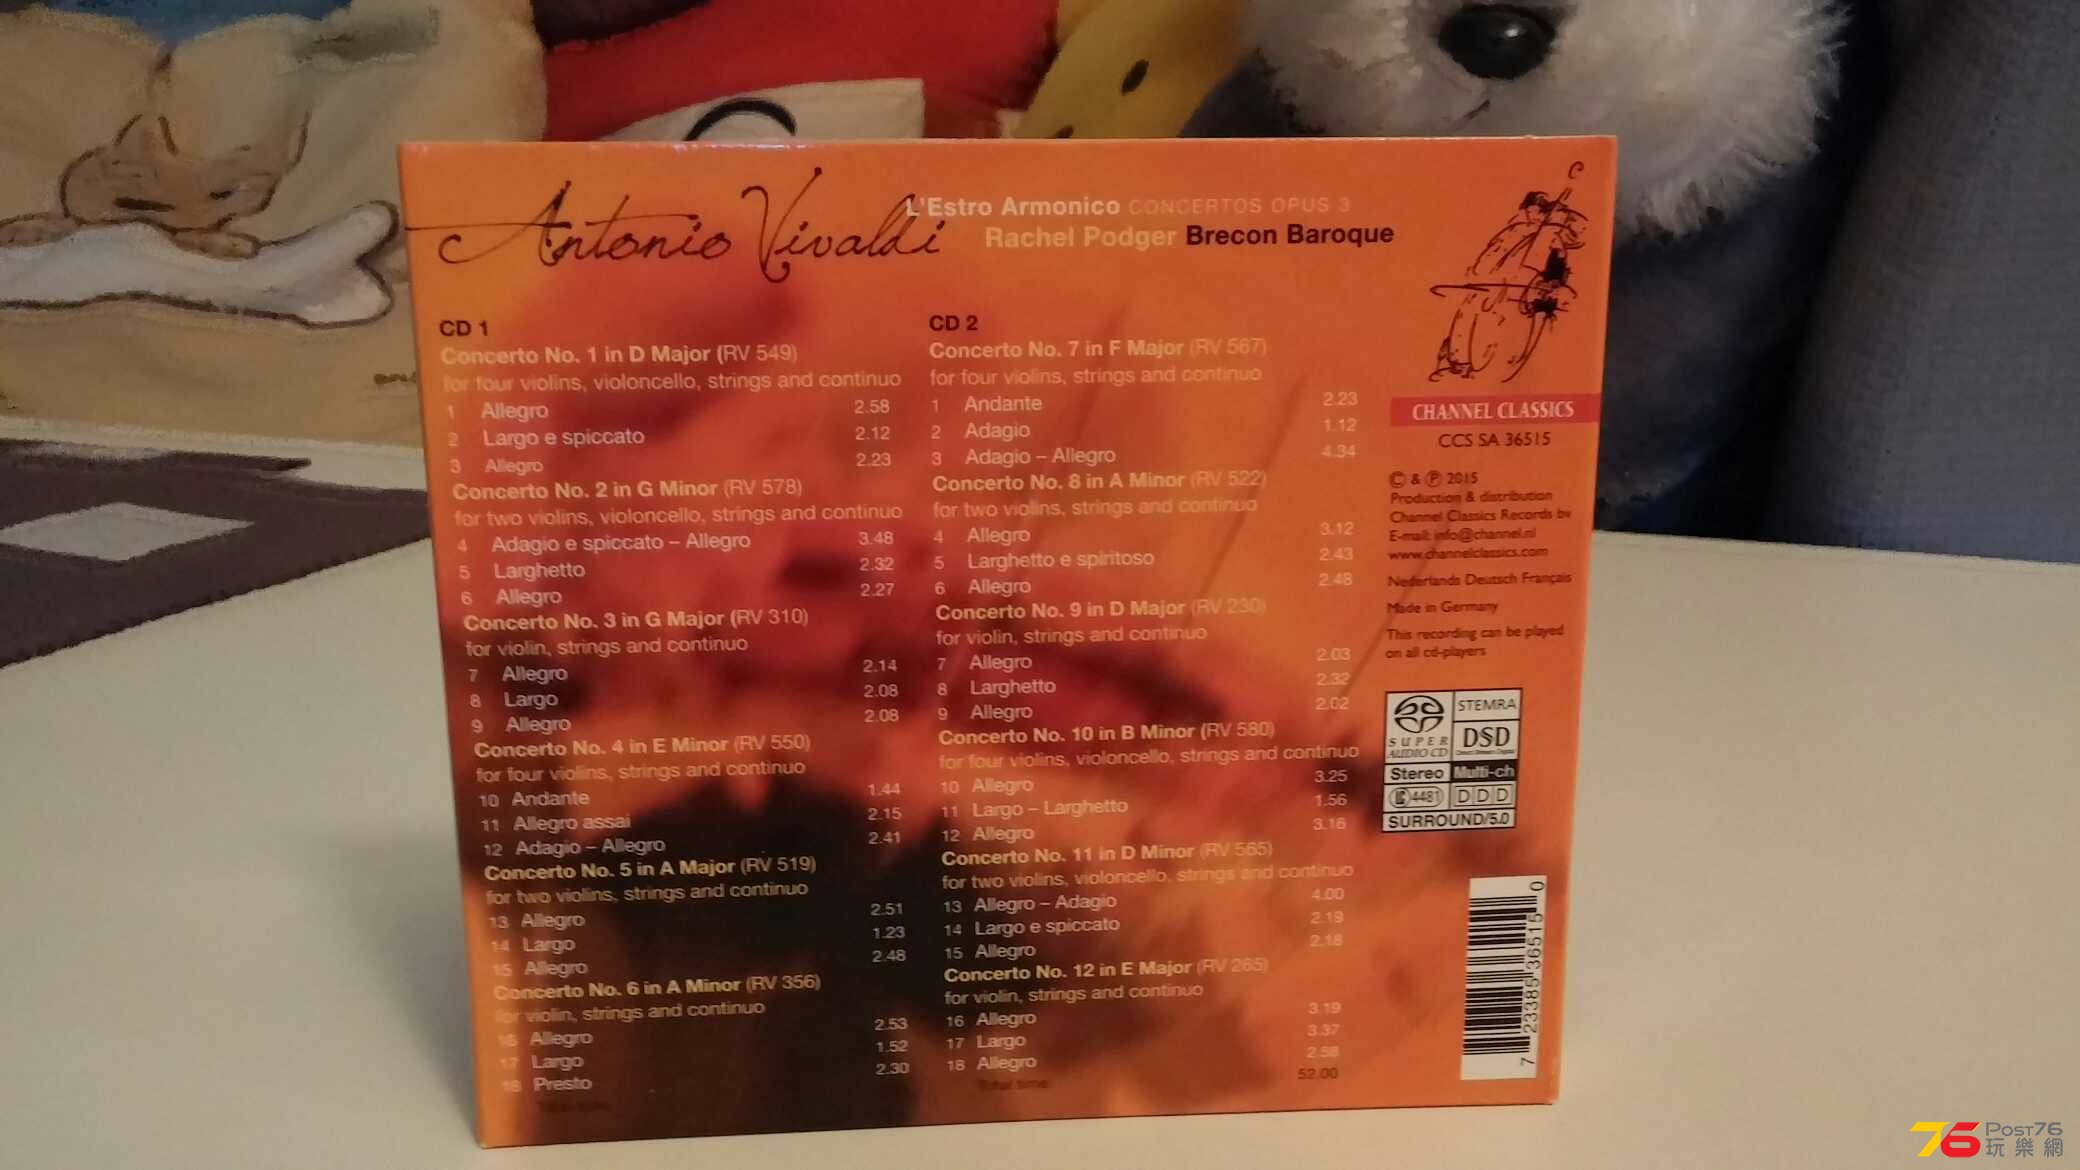 Antonio Vivaldi
L'Estro Armonico CONCERTOS OPUS 3
Rachel Podger Brecon Baroque
CD 1
Concerto No. 1 in D Major (RV 549)
for four violins, violoncello, strings and continuo
1 Allegro 2.58
2 Largo e spiccato 2.12
3 Allegro 2.23
Concerto No. 2 in G Minor (RV 578)
for two violins, violoncello, strings and continuo
4 Adagio e spiccato – Allegro 3.48
5 Larghetto 2.32
6 Allegro 2.27
Concerto No. 3 in G Major (RV 310)
for violin, strings and continuo
7 Allegro 2.14
8 Largo 2.08
9 Allegro 2.08
Concerto No. 4 in E Minor (RV 550)
for four violins, strings and continuo
10 Andante 1.44
11 Allegro assai 2.15
12 Adagio – Allegro 2.41
Concerto No. 5 in A Major (RV 519)
for two violins, strings and continuo
13 Allegro 2.51
14 Largo 1.23
15 Allegro 2.48
Concerto No. 6 in A Minor (RV 356)
for violin, strings and continuo
16 Allegro 2.53
17 Largo 1.52
18 Presto 2.30
CD 2
Concerto No. 7 in F Major (RV 567)
for four violins, strings and continuo
1 Andante 2.23
2 Adagio 1.12
3 Adagio – Allegro 4.34
Concerto No. 8 in A Minor (RV 522)
for two violins, strings and continuo
4 Allegro 3.12
5 Larghetto e spiritoso 2.43
6 Allegro 2.48
Concerto No. 9 in D Major (RV 230)
for violin, strings and continuo
7 Allegro 2.03
8 Larghetto 2.32
9 Allegro 2.02
Concerto No. 10 in B Minor (RV 580)
for four violins, violoncello, strings and continuo
10 Allegro 3.25
11 Largo – Larghetto 1.56
12 Allegro 3.16
Concerto No. 11 in D Minor (RV 565)
for two violins, violoncello, strings and continuo
13 Allegro – Adagio 4.00
14 Largo e spiccato 2.19
15 Allegro 2.18
Concerto No. 12 in E Major (RV 265)
for violin, strings and continuo
16 Allegro 3.19
17 Largo 3.37
18 Allegro 2.58
Total time 52.00
CHANNEL CLASSICS
CCS SA 36515
© & ℗ 2015
Production & distribution
Channel Classics Records bv
E-mail: info@channel.nl
www.channelclassics.com
Nederlands Deutsch Français
Made in Germany
This recording can be played
on all cd-players
SUPER AUDIO CD
STEMRA
DSD
Stereo Multi-ch
LC 4481 DDD
SURROUND/5.0
7 23385 36515 0
76 POST76
玩樂網